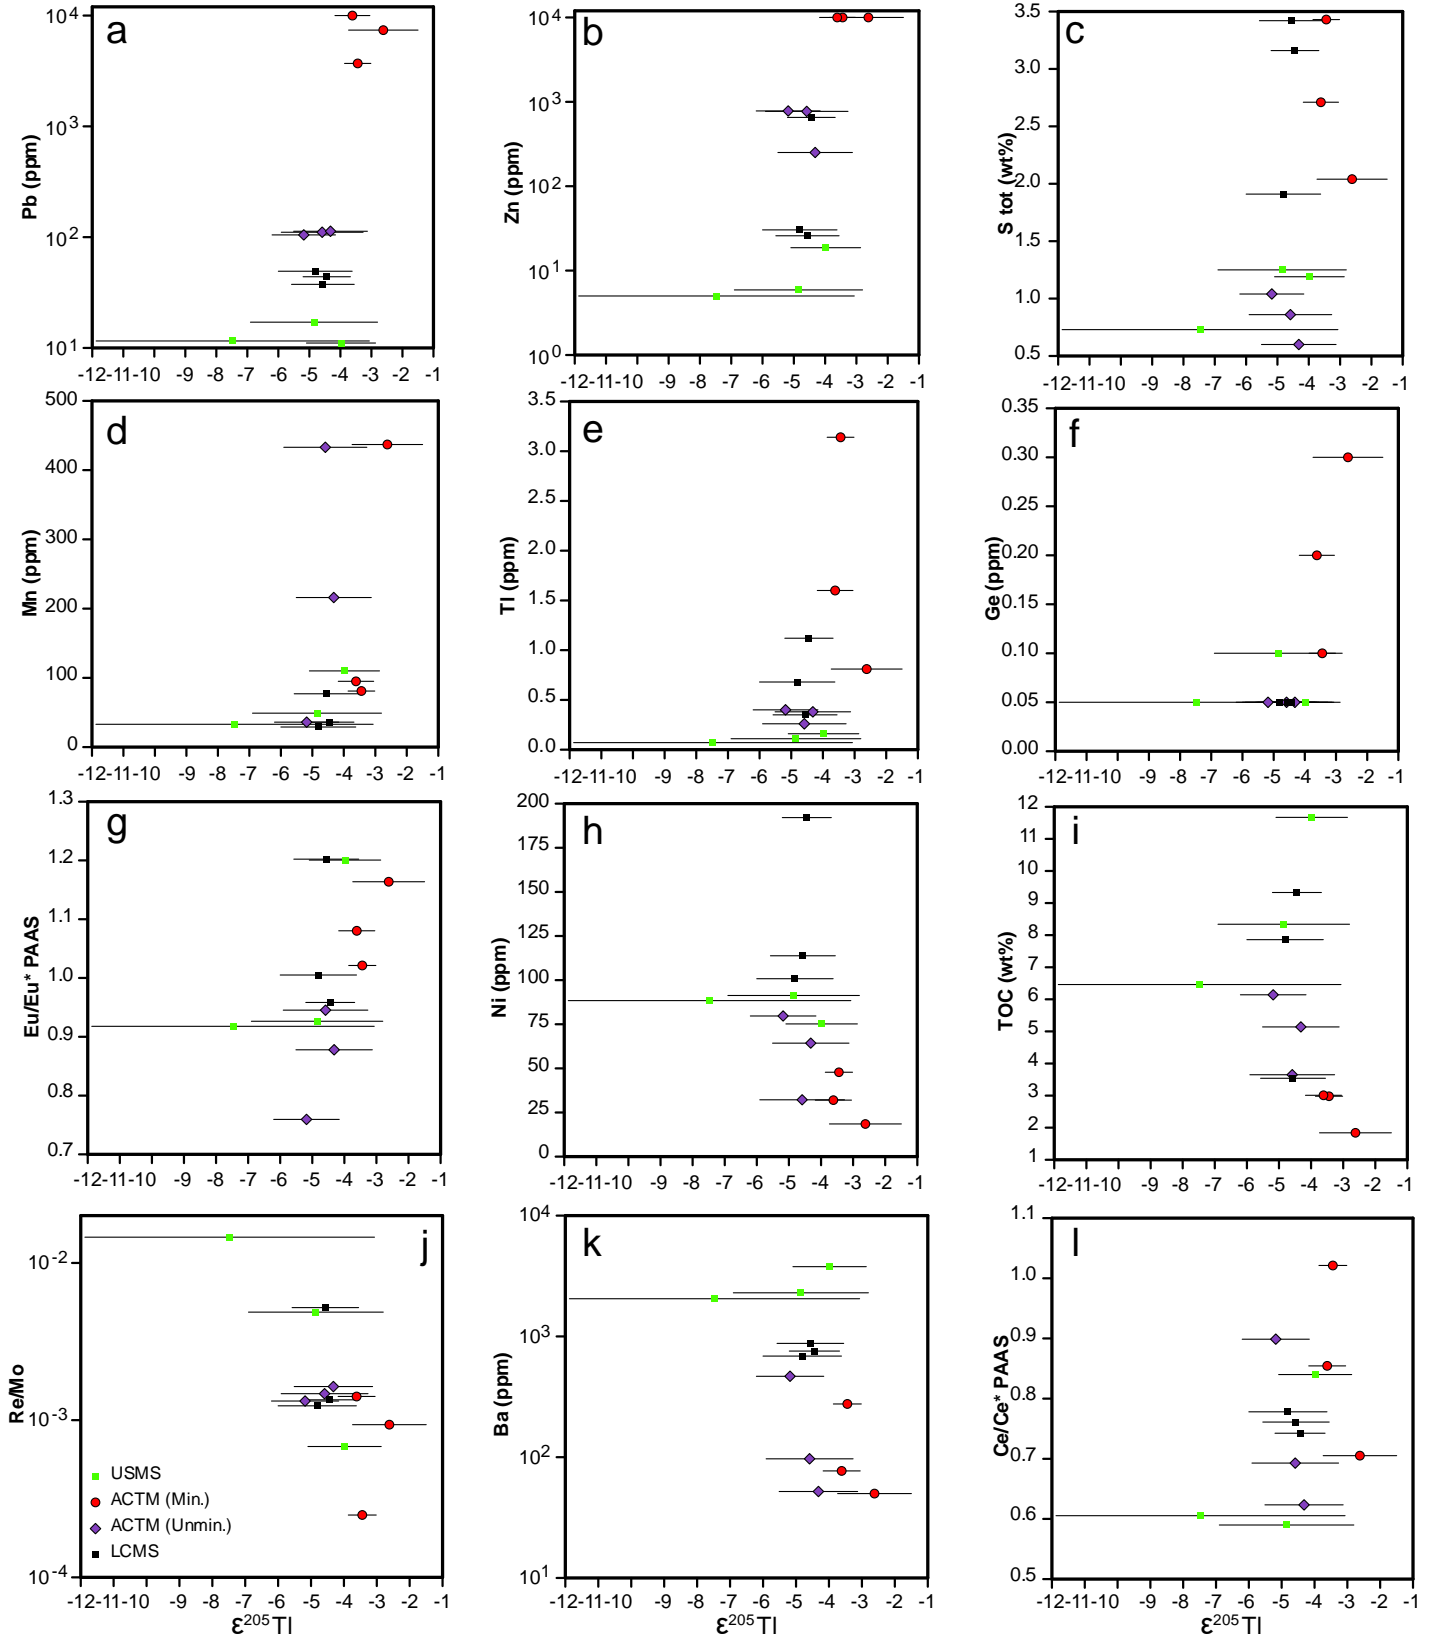 a
10⁴
10³
10²
10¹
Pb (ppm)
-12-11-10 -9 -8 -7 -6 -5 -4 -3 -2 -1
b
10⁴
10³
10²
10¹
10⁰
Zn (ppm)
-12-11-10 -9 -8 -7 -6 -5 -4 -3 -2 -1
c
3.5
3.0
2.5
2.0
1.5
1.0
0.5
S tot (wt%)
-12-11-10 -9 -8 -7 -6 -5 -4 -3 -2 -1
d
500
400
300
200
100
0
Mn (ppm)
-12-11-10 -9 -8 -7 -6 -5 -4 -3 -2 -1
e
3.5
3.0
2.5
2.0
1.5
1.0
0.5
0.0
Tl (ppm)
-12-11-10 -9 -8 -7 -6 -5 -4 -3 -2 -1
f
0.35
0.30
0.20
0.15
0.10
0.05
0.00
Ge (ppm)
-12-11-10 -9 -8 -7 -6 -5 -4 -3 -2 -1
g
1.3
1.2
1.1
1.0
0.9
0.8
0.7
Eu/Eu* PAAS
-12-11-10 -9 -8 -7 -6 -5 -4 -3 -2 -1
h
200
175
150
125
100
75
50
25
0
Ni (ppm)
-12-11-10 -9 -8 -7 -6 -5 -4 -3 -2 -1
i
12
11
10
9
8
7
6
5
4
3
2
1
TOC (wt%)
-12-11-10 -9 -8 -7 -6 -5 -4 -3 -2 -1
j
10⁻²
10⁻³
10⁻⁴
Re/Mo
USMS
ACTM (Min.)
ACTM (Unmin.)
LCMS
-12-11-10 -9 -8 -7 -6 -5 -4 -3 -2 -1
ε²⁰⁵Tl
k
10⁴
10³
10²
10¹
Ba (ppm)
-12-11-10 -9 -8 -7 -6 -5 -4 -3 -2 -1
ε²⁰⁵Tl
l
1.1
1.0
0.9
0.8
0.7
0.6
0.5
Ce/Ce* PAAS
-12-11-10 -9 -8 -7 -6 -5 -4 -3 -2 -1
ε²⁰⁵Tl